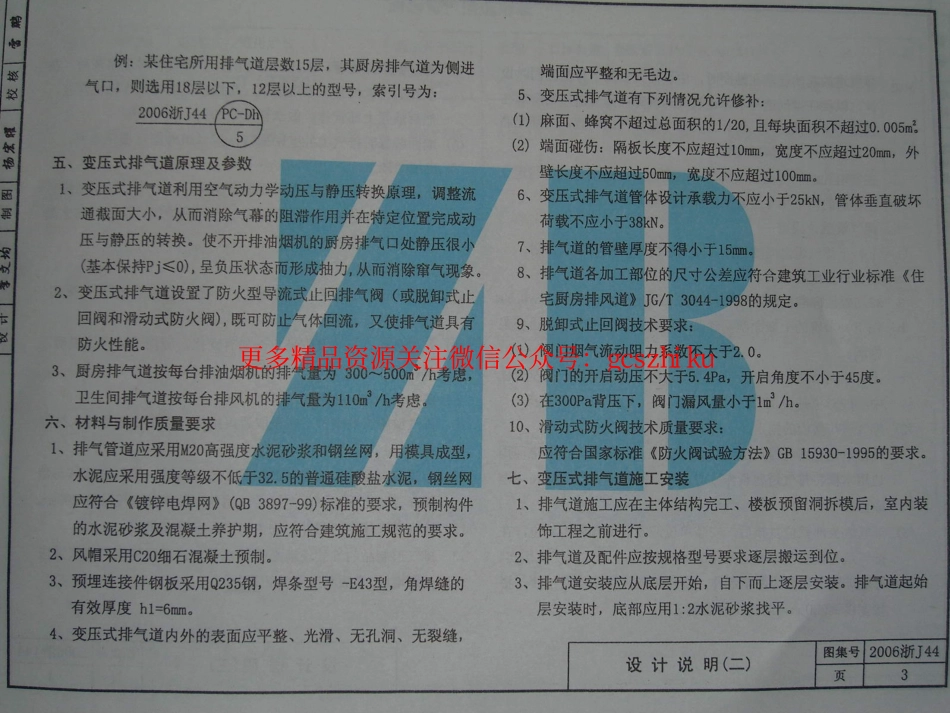 例：某住宅所用排气道层数15层，其厨房排气道为侧进
气口，则选用18层以下，12层以上的型号，索引号为：
2006浙J44 PC-Dh
5
五、变压式排气道原理及参数
1、变压式排气道利用空气动力学动压与静压转换原理，调整流
通截面大小，从而消除气幕的阻滞作用并在特定位置完成动
压与静压的转换。使不开排油烟机的厨房排气口处静压很小
(基本保持Pj≤0),呈负压状态而形成抽力,从而消除窜气现象。
2、变压式排气道设置了防火型导流式止回排气阀（或脱卸式止
回阀和滑动式防火阀),既可防止气体回流，又使排气道具有
防火性能。
3、厨房排气道按每台排油烟机的排气量为 300～500m³/h考虑，
卫生间排气道按每台排风机的排气量为110m³/h考虑。
六、材料与制作质量要求
1、排气管道应采用M20高强度水泥砂浆和钢丝网，用模具成型，
水泥应采用强度等级不低于32.5的普通硅酸盐水泥，钢丝网
应符合《镀锌电焊网》(QB 3897-99)标准的要求，预制构件
的水泥砂浆及混凝土养护期，应符合建筑施工规范的要求。
2、风帽采用C20细石混凝土预制。
3、预埋连接件钢板采用Q235钢，焊条型号 -E43型，角焊缝的
有效厚度 h1=6mm。
4、变压式排气道内外的表面应平整、光滑、无孔洞、无裂缝，
端面应平整和无毛边。
5、变压式排气道有下列情况允许修补：
(1) 麻面、蜂窝不超过总面积的1/20,且每块面积不超过0.005m²。
(2) 端面碰伤：隔板长度不应超过10mm，宽度不应超过20mm，外
壁长度不应超过50mm，宽度不应超过100mm。
6、变压式排气道管体设计承载力不应小于25kN，管体垂直破坏
荷载不应小于38kN。
7、排气道的管壁厚度不得小于15mm。
8、排气道各加工部位的尺寸公差应符合建筑工业行业标准《住
宅厨房排风道》JG/T 3044-1998的规定。
9、脱卸式止回阀技术要求：
(1) 阀门烟气流动阻力系数不大于2.0。
(2) 阀门的开启动压不大于5.4Pa，开启角度不小于45度。
(3) 在300Pa背压下，阀门漏风量小于1m³/h。
10、滑动式防火阀技术质量要求：
应符合国家标准《防火阀试验方法》GB 15930-1995的要求。
七、变压式排气道施工安装
1、排气道施工应在主体结构完工、楼板预留洞拆模后，室内装
饰工程之前进行。
2、排气道及配件应按规格型号要求逐层搬运到位。
3、排气道安装应从底层开始，自下而上逐层安装。排气道起始
层安装时，底部应用1:2水泥砂浆找平。
更多精品资源关注微信公众号：gcszhi ku
设计说明(二)
图集号 2006浙J44
页 3
校核
制图
设计